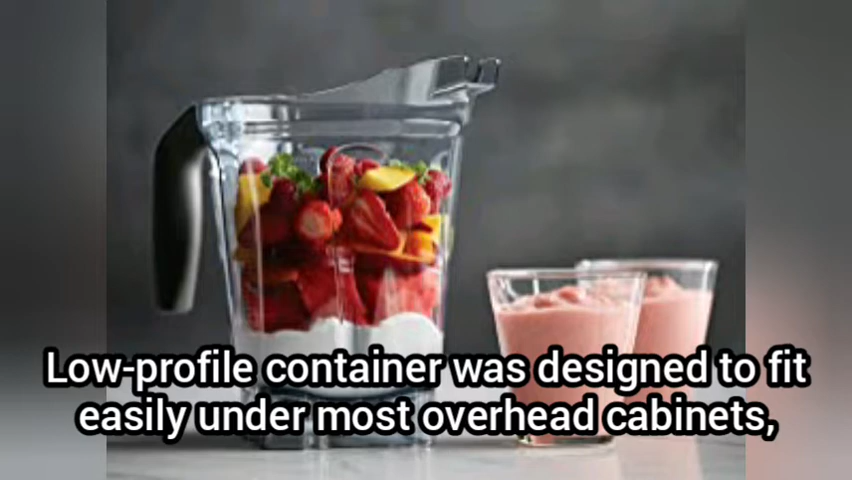 Low-profile container was designed to fit
easily under most overhead cabinets,